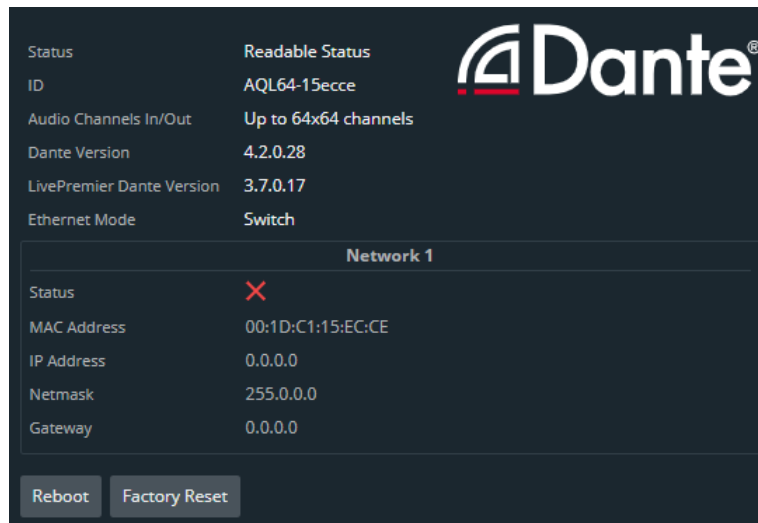 Dante®
Status Readable Status
ID AQL64-15ecce
Audio Channels In/Out Up to 64x64 channels
Dante Version 4.2.0.28
LivePremier Dante Version 3.7.0.17
Ethernet Mode Switch
Network 1
Status
MAC Address 00:1D:C1:15:EC:CE
IP Address 0.0.0.0
Netmask 255.0.0.0
Gateway 0.0.0.0
Reboot Factory Reset